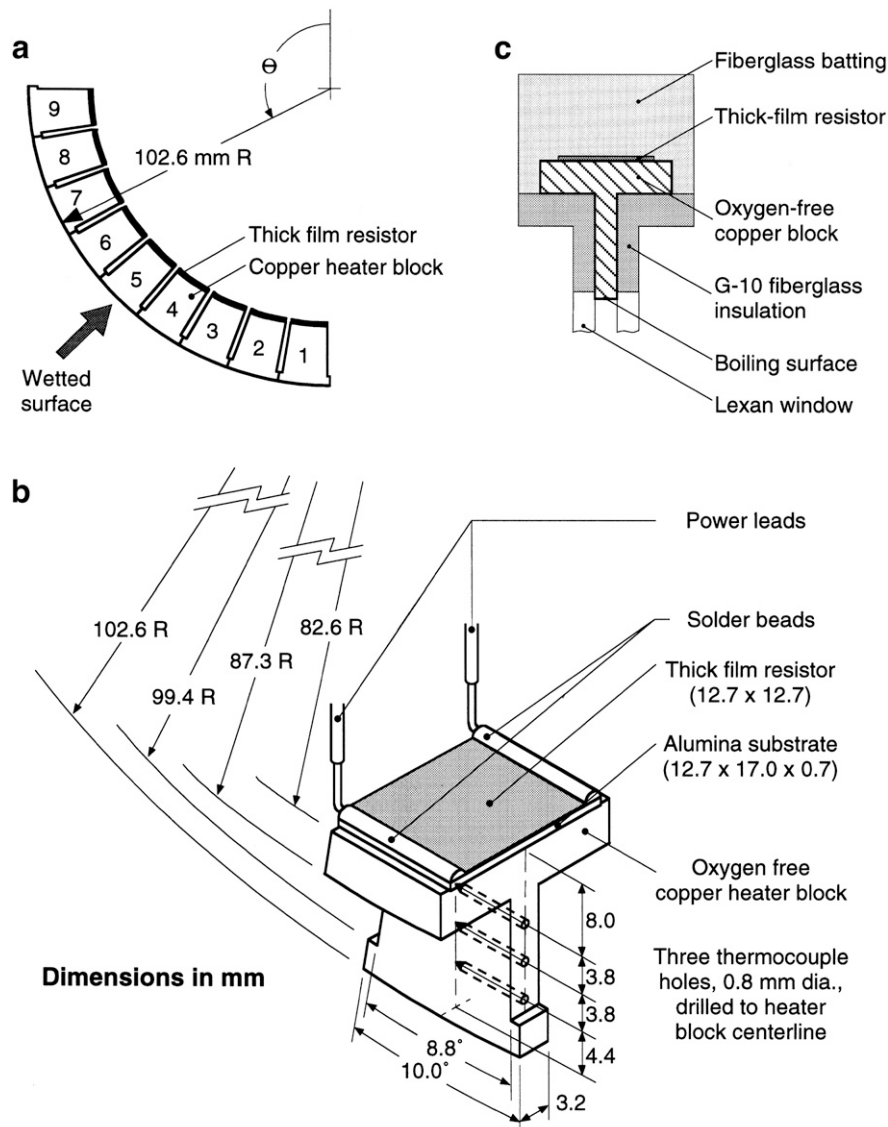 a
Θ
102.6 mm R
9
8
7
6
5
4
3
2
1
Thick film resistor
Copper heater block
Wetted
surface
c
Fiberglass batting
Thick-film resistor
Oxygen-free
copper block
G-10 fiberglass
insulation
Boiling surface
Lexan window
b
102.6 R
99.4 R
87.3 R
82.6 R
Power leads
Solder beads
Thick film resistor
(12.7 x 12.7)
Alumina substrate
(12.7 x 17.0 x 0.7)
Oxygen free
copper heater block
8.0
3.8
3.8
4.4
Three thermocouple
holes, 0.8 mm dia.,
drilled to heater
block centerline
Dimensions in mm
8.8°
10.0°
3.2